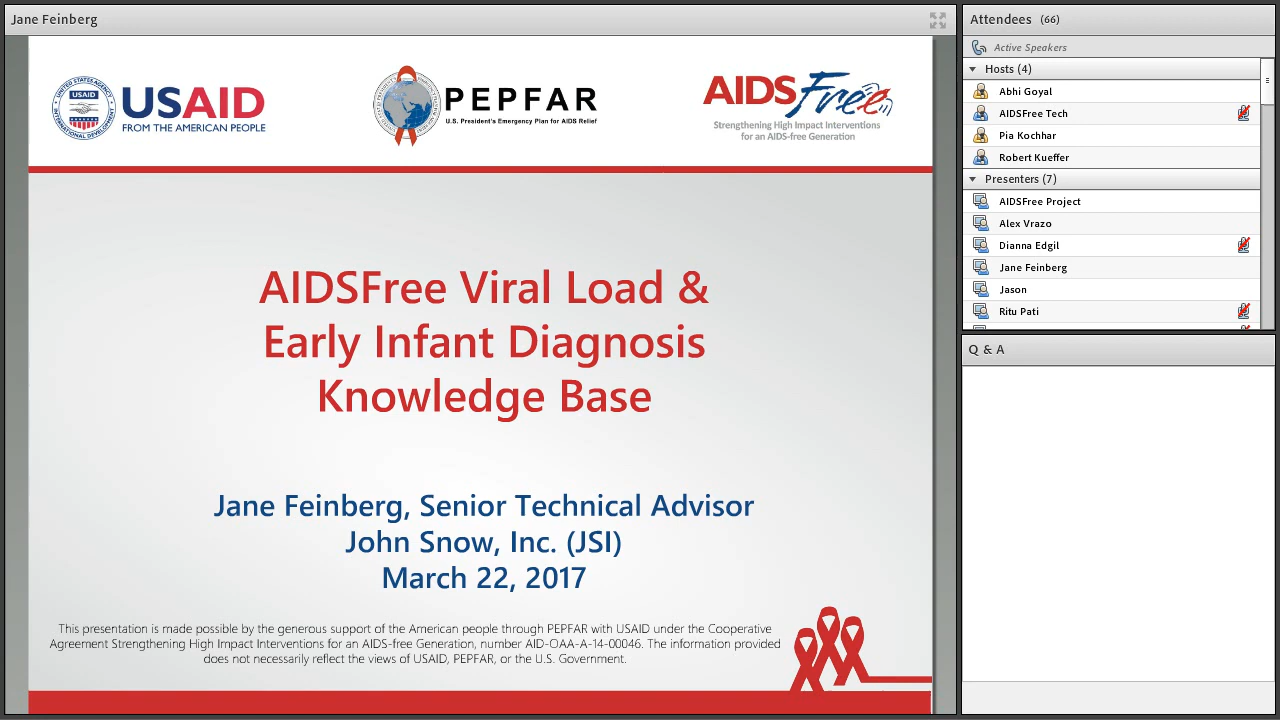 Jane Feinberg
USAID
USAID
FROM THE AMERICAN PEOPLE
PEPFAR
U.S. President's Emergency Plan for AIDS Relief
AIDSFree
Strengthening High Impact Interventions
for an AIDS-free Generation
AIDSFree Viral Load &
Early Infant Diagnosis
Knowledge Base
Jane Feinberg, Senior Technical Advisor
John Snow, Inc. (JSI)
March 22, 2017
This presentation is made possible by the generous support of the American people through PEPFAR with USAID under the Cooperative
Agreement Strengthening High Impact Interventions for an AIDS-free Generation, number AID-OAA-A-14-00046. The information provided
does not necessarily reflect the views of USAID, PEPFAR, or the U.S. Government.
Attendees (66)
Active Speakers
Hosts (4)
Abhi Goyal
AIDSFree Tech
Pia Kochhar
Robert Kueffer
Presenters (7)
AIDSFree Project
Alex Vrazo
Dianna Edgil
Jane Feinberg
Jason
Ritu Pati
Q & A